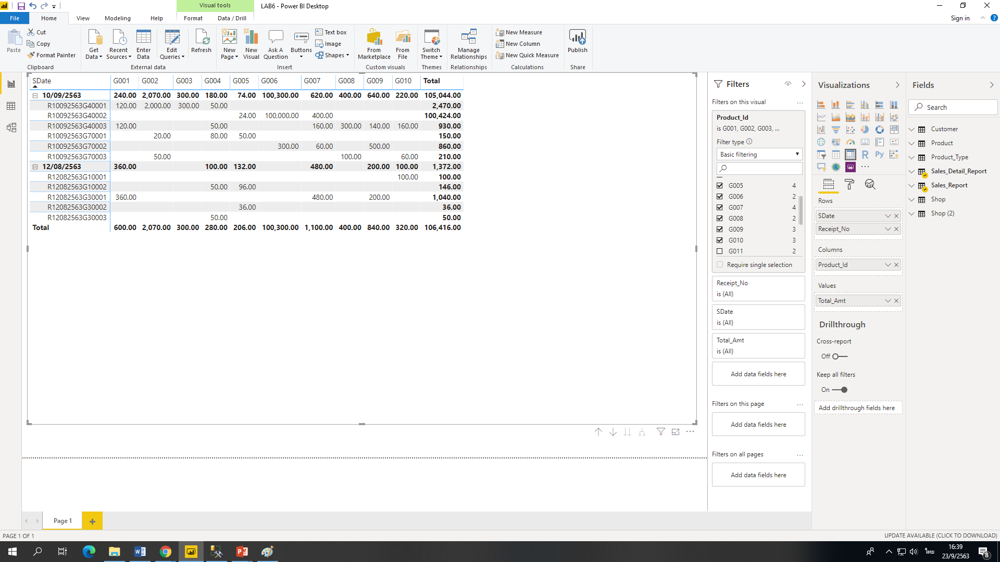 Visual tools
LAB6 - Power BI Desktop
File Home View Modeling Help Format Data / Drill
Sign in
Paste
Cut
Copy
Format Painter
Clipboard
Get Data
Recent Sources
Enter Data
Edit Queries
Refresh
External data
New Page
New Visual
Ask A Question
Buttons
Text box
Image
Shapes
Insert
From Marketplace
From File
Custom visuals
Switch Theme
Themes
Manage Relationships
Relationships
New Measure
New Column
New Quick Measure
Calculations
Publish
Share
SDate G001 G002 G003 G004 G005 G006 G007 G008 G009 G010 Total
10/09/2563 240.00 2,070.00 300.00 180.00 74.00 100,300.00 620.00 400.00 640.00 220.00 105,044.00
R10092563G40001 120.00 2,000.00 300.00 50.00 2,470.00
R10092563G40002 24.00 100,000.00 400.00 100,424.00
R10092563G40003 120.00 50.00 160.00 300.00 140.00 160.00 930.00
R10092563G70001 20.00 80.00 50.00 150.00
R10092563G70002 300.00 60.00 500.00 860.00
R10092563G70003 50.00 100.00 60.00 210.00
12/08/2563 360.00 100.00 132.00 480.00 200.00 100.00 1,372.00
R12082563G10001 100.00 100.00
R12082563G10002 50.00 96.00 146.00
R12082563G30001 360.00 480.00 200.00 1,040.00
R12082563G30002 36.00 36.00
R12082563G30003 50.00 50.00
Total 600.00 2,070.00 300.00 280.00 206.00 100,300.00 1,100.00 400.00 840.00 320.00 106,416.00
Filters
Filters on this visual ...
Product_Id
is G001, G002, G003, ...
Filter type
Basic filtering
G005 4
G006 2
G007 4
G008 2
G009 3
G010 3
G011 2
Require single selection
Receipt_No
is (All)
SDate
is (All)
Total_Amt
is (All)
Add data fields here
Filters on this page ...
Add data fields here
Filters on all pages ...
Add data fields here
Visualizations
R Py
...
Rows
SDate
Receipt_No
Columns
Product_Id
Values
Total_Amt
Drillthrough
Cross-report
Off
Keep all filters
On
Add drillthrough fields here
Fields
Search
Customer
Product
Product_Type
Sales_Detail_Report
Sales_Report
Shop
Shop (2)
Page 1
PAGE 1 OF 1
UPDATE AVAILABLE (CLICK TO DOWNLOAD)
ไทย
16:39
23/9/2563
8